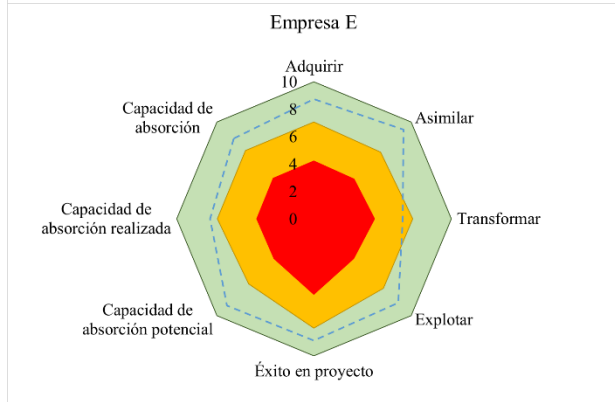 Empresa E
Adquirir
10
8
6
4
2
0
Asimilar
Transformar
Explotar
Éxito en proyecto
Capacidad de
absorción potencial
Capacidad de
absorción realizada
Capacidad de
absorción